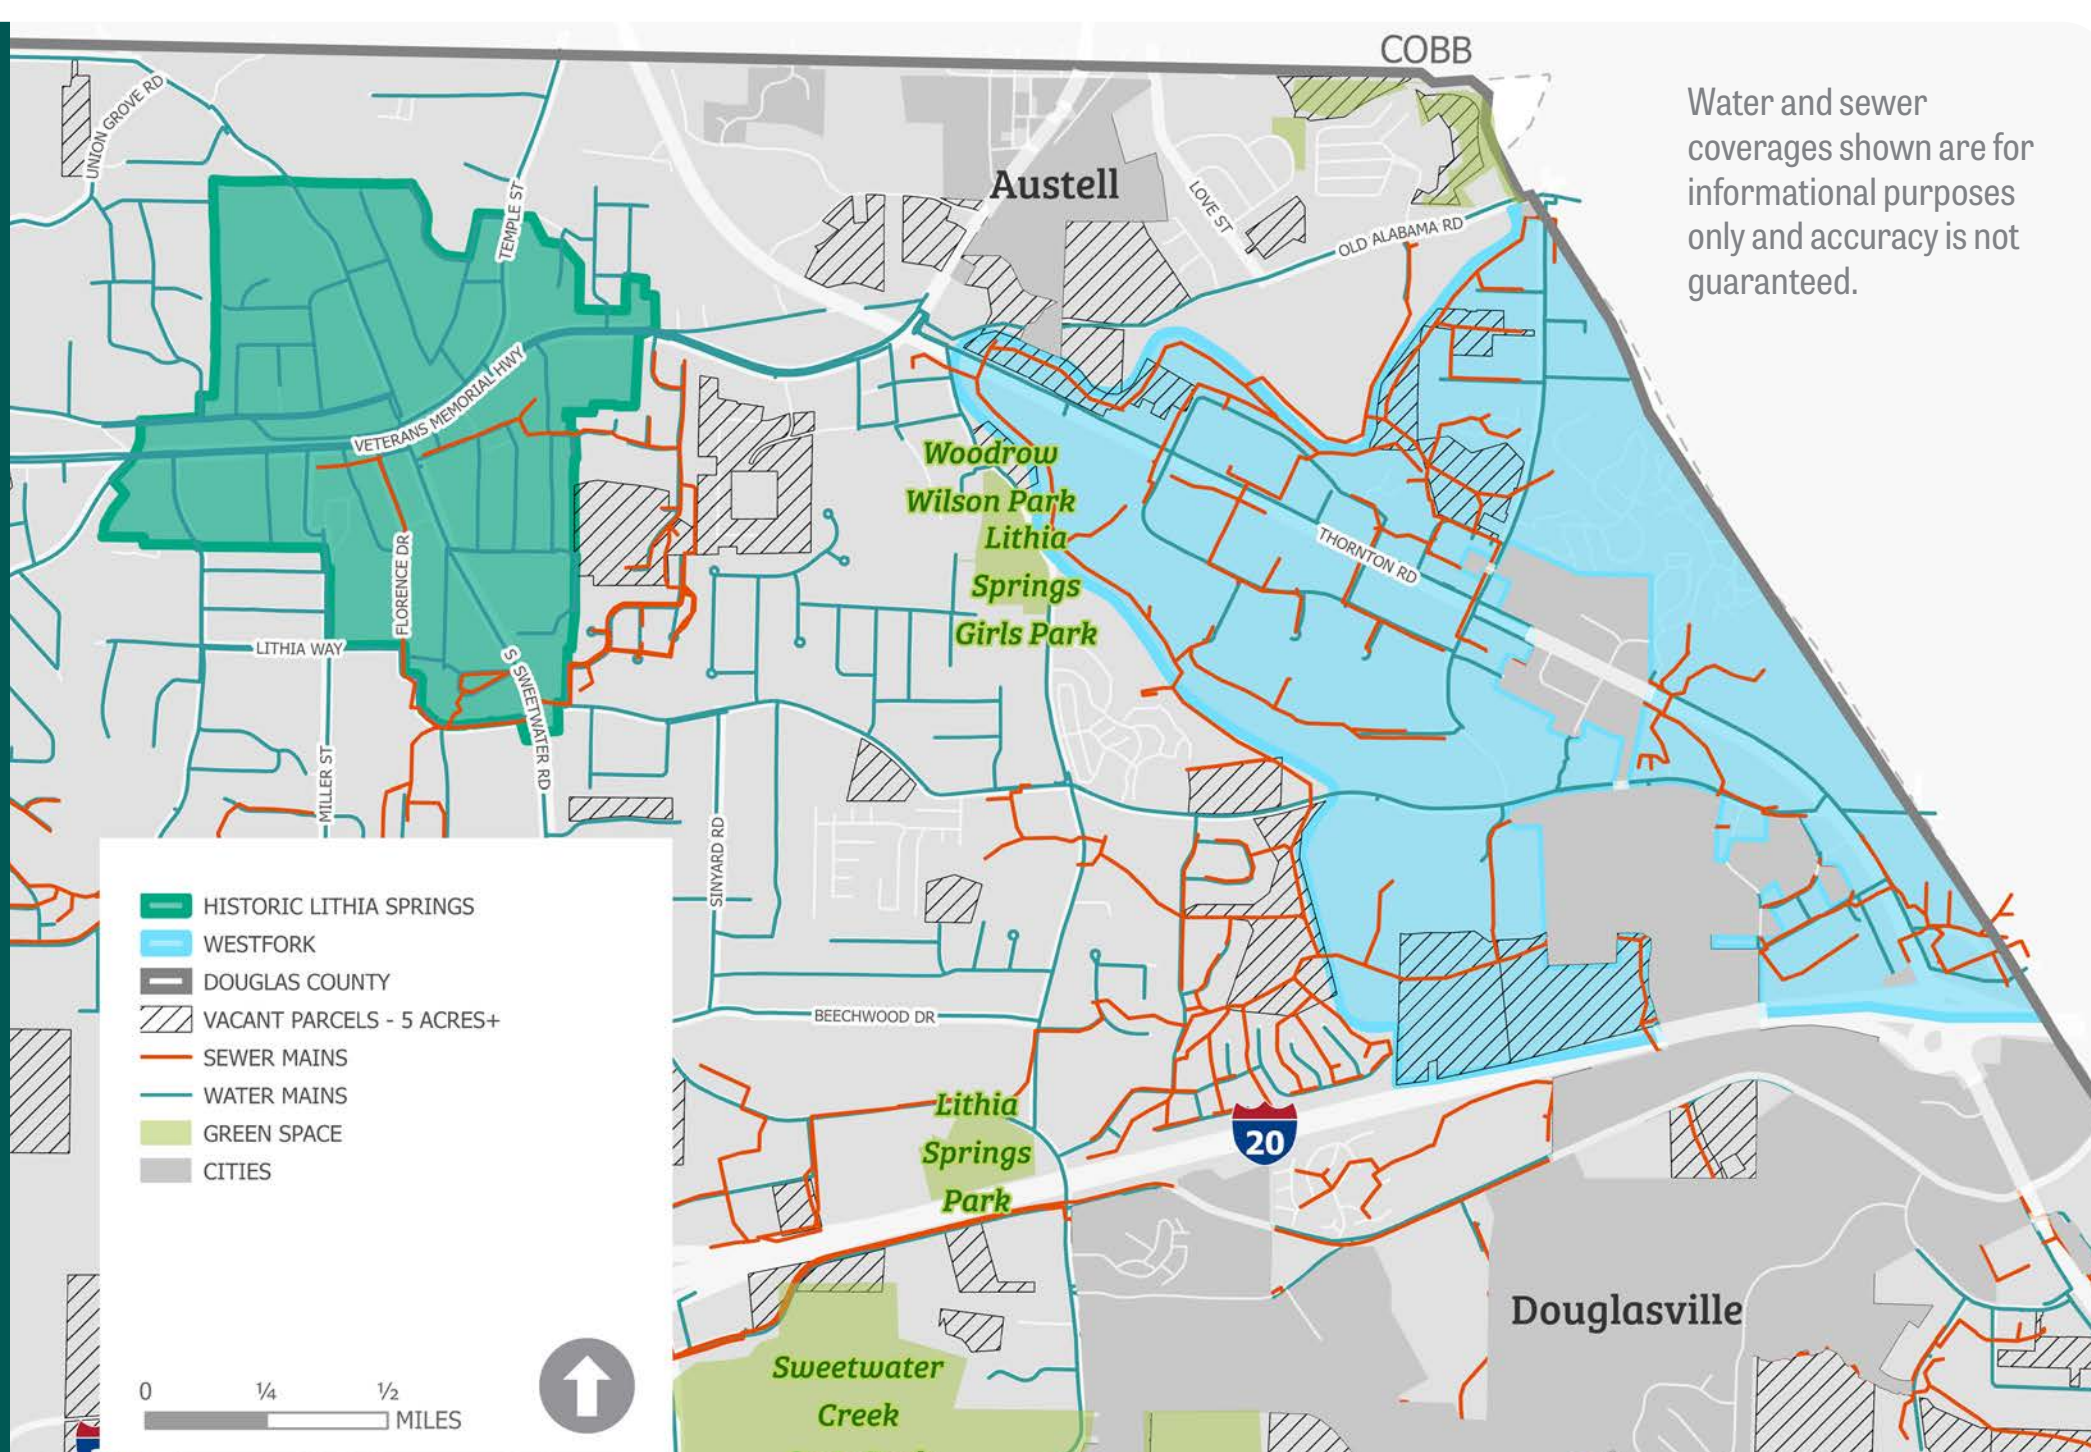 COBB
Water and sewer
coverages shown are for
informational purposes
only and accuracy is not
guaranteed.
UNION GROVE RD
TEMPLE ST
Austell
LOVE ST
OLD ALABAMA RD
VETERANS MEMORIAL HWY
Woodrow
Wilson Park
Lithia
Springs
Girls Park
THORNTON RD
FLORENCE DR
LITHIA WAY
S SWEETWATER RD
MILLER ST
SINYARD RD
BEECHWOOD DR
HISTORIC LITHIA SPRINGS
WESTFORK
DOUGLAS COUNTY
VACANT PARCELS - 5 ACRES+
SEWER MAINS
WATER MAINS
GREEN SPACE
CITIES
Lithia
Springs
Park
20
Douglasville
Sweetwater
Creek
0 ¼ ½
MILES